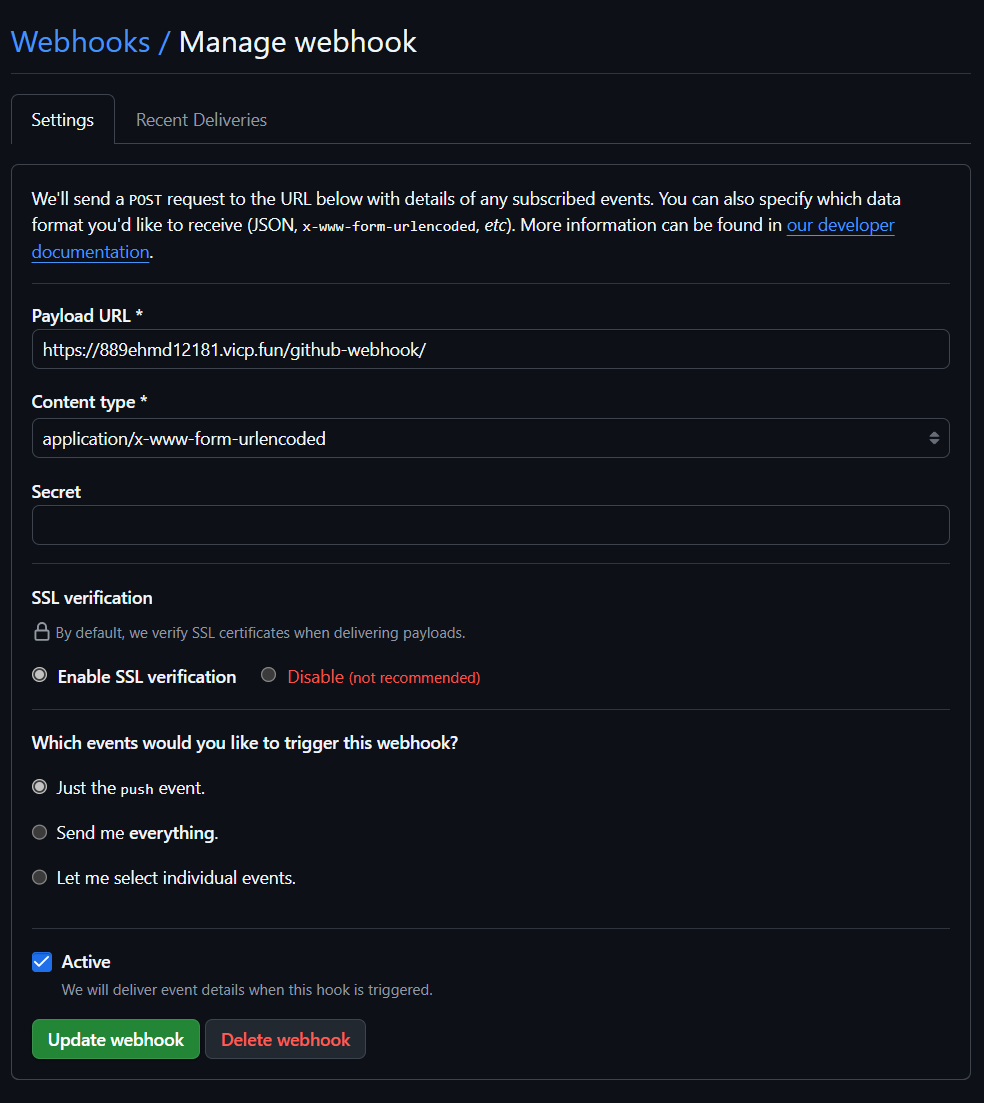 Webhooks / Manage webhook
Settings
Recent Deliveries
We'll send a POST request to the URL below with details of any subscribed events. You can also specify which data
format you'd like to receive (JSON, x-www-form-urlencoded, etc). More information can be found in our developer
documentation.
Payload URL *
https://889ehmd12181.vicp.fun/github-webhook/
Content type *
application/x-www-form-urlencoded
Secret
SSL verification
By default, we verify SSL certificates when delivering payloads.
Enable SSL verification Disable (not recommended)
Which events would you like to trigger this webhook?
Just the push event.
Send me everything.
Let me select individual events.
Active
We will deliver event details when this hook is triggered.
Update webhook Delete webhook